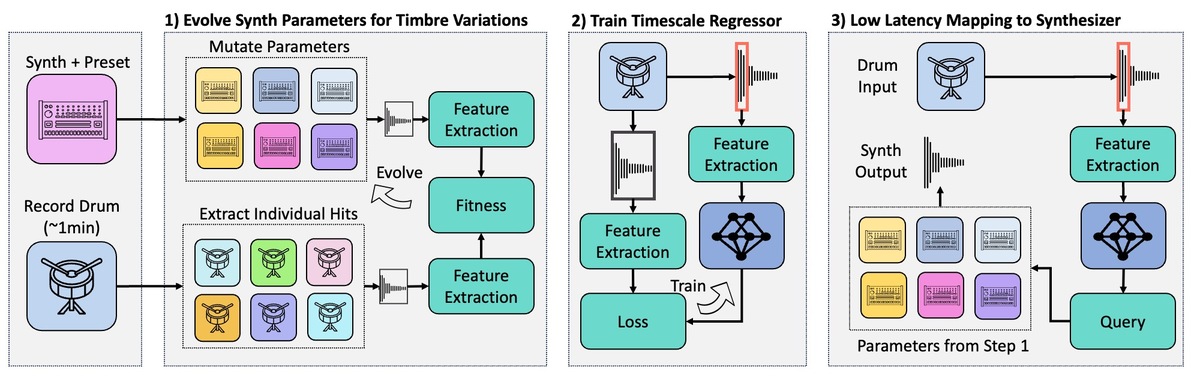 1) Evolve Synth Parameters for Timbre Variations
2) Train Timescale Regressor
3) Low Latency Mapping to Synthesizer
Synth + Preset
Record Drum
(~1min)
Mutate Parameters
Extract Individual Hits
Feature
Extraction
Evolve
Fitness
Feature
Extraction
Feature
Extraction
Feature
Extraction
Train
Loss
Drum
Input
Feature
Extraction
Synth
Output
Query
Parameters from Step 1